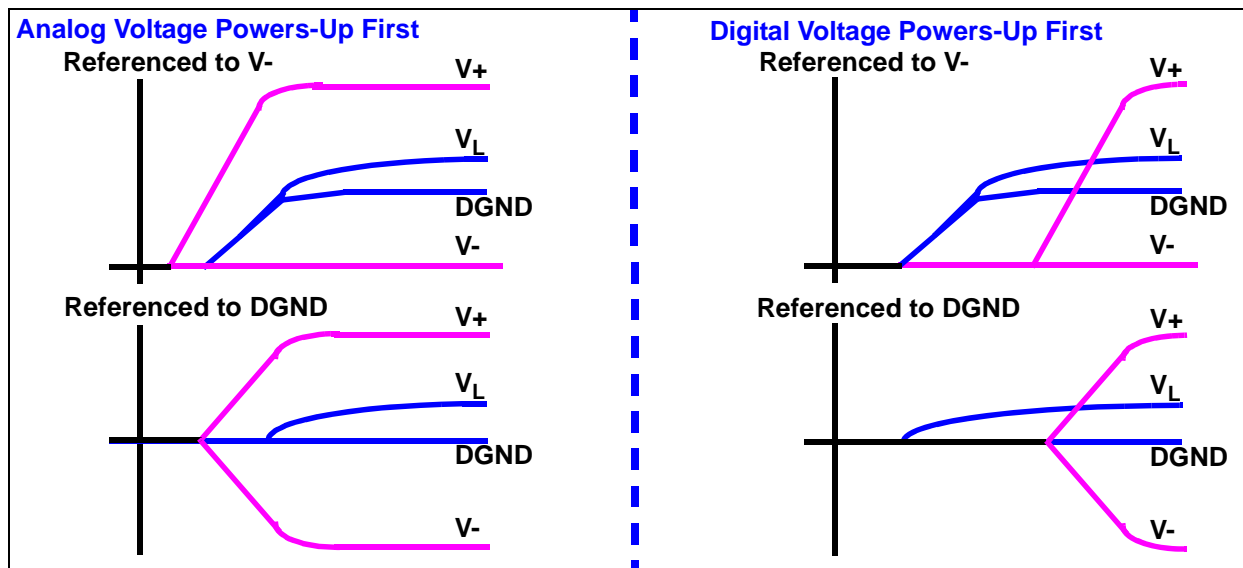 Analog Voltage Powers-Up First
Referenced to V-
V+
VL
DGND
V-
Referenced to DGND
V+
VL
DGND
V-
Digital Voltage Powers-Up First
Referenced to V-
V+
VL
DGND
V-
Referenced to DGND
V+
VL
DGND
V-